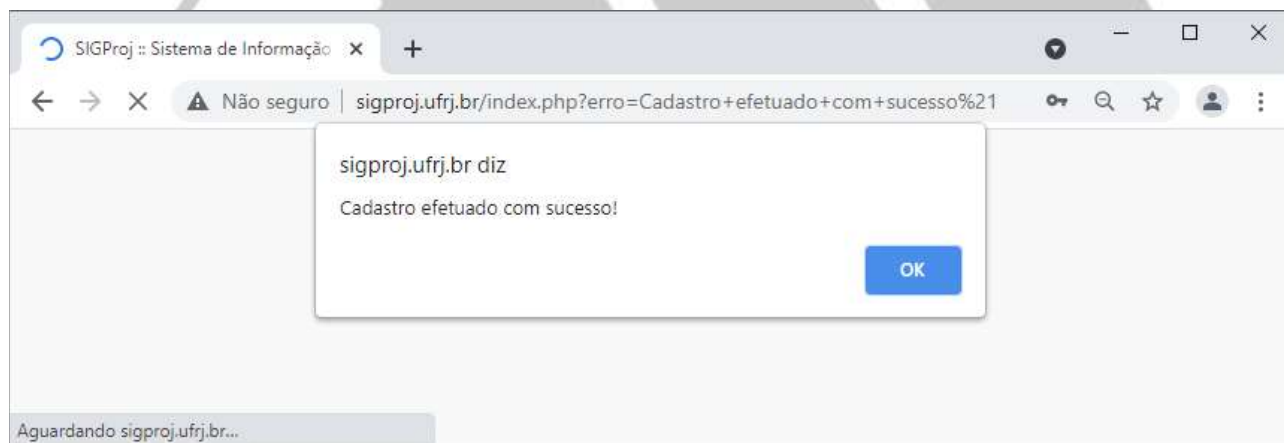 SIGProj :: Sistema de Informação
Não seguro | sigproj.ufrj.br/index.php?erro=Cadastro+efetuado+com+sucesso%21
sigproj.ufrj.br diz
Cadastro efetuado com sucesso!
OK
Aguardando sigproj.ufrj.br...